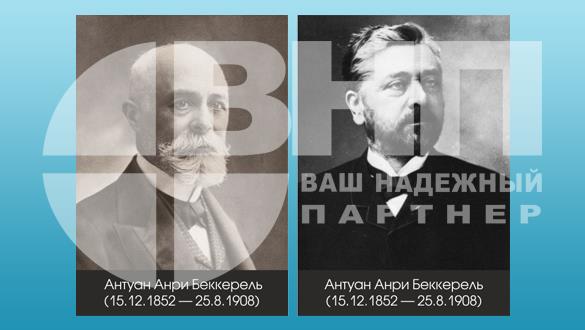 ВНП
ВАШ НАДЕЖНЫЙ
ПАРТНЕР
Антуан Анри Беккерель
(15.12.1852 — 25.8.1908)
Антуан Анри Беккерель
(15.12.1852 — 25.8.1908)